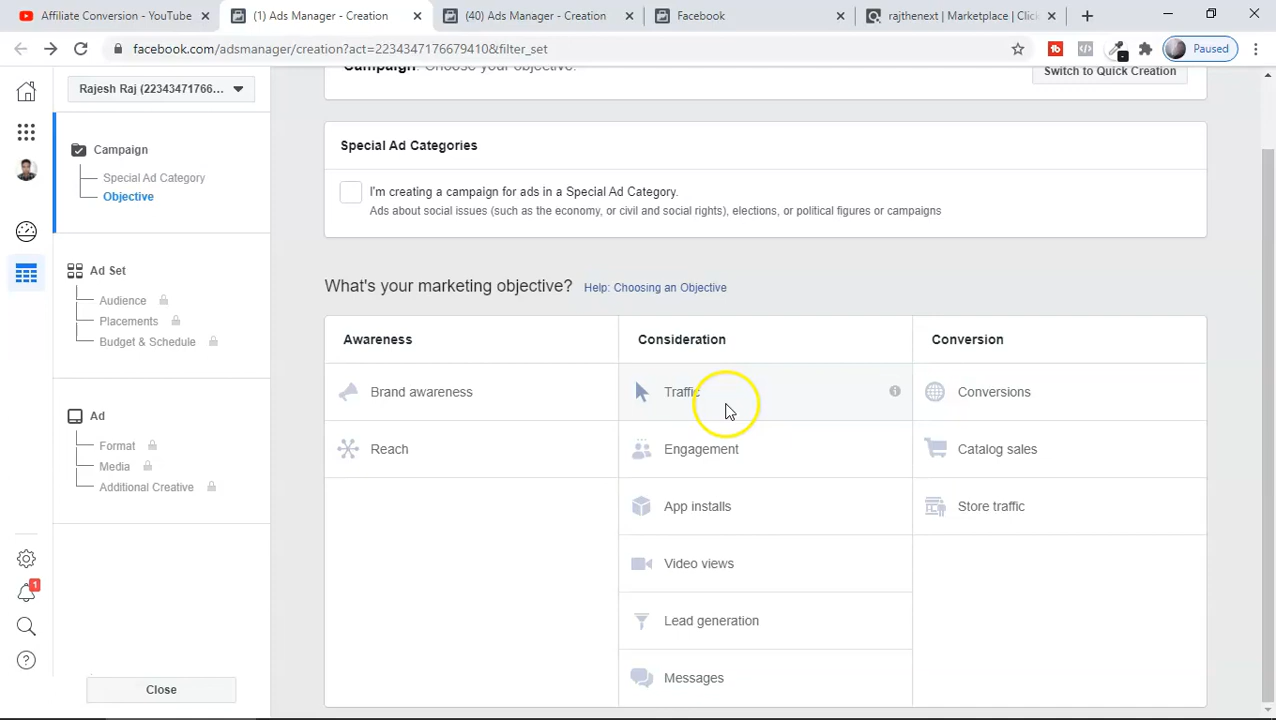 Affiliate Conversion - YouTube
(1) Ads Manager - Creation
(40) Ads Manager - Creation
Facebook
rajthenext | Marketplace | Click
facebook.com/adsmanager/creation?act=2234347176679410&filter_set
Paused
Rajesh Raj (22343471766...
Campaign
Special Ad Category
Objective
Ad Set
Audience
Placements
Budget & Schedule
Ad
Format
Media
Additional Creative
1
Close
Campaign: Choose your objective.
Switch to Quick Creation
Special Ad Categories
I'm creating a campaign for ads in a Special Ad Category.
Ads about social issues (such as the economy, or civil and social rights), elections, or political figures or campaigns
What's your marketing objective? Help: Choosing an Objective
Awareness
Brand awareness
Reach
Consideration
Traffic
Engagement
App installs
Video views
Lead generation
Messages
Conversion
Conversions
Catalog sales
Store traffic